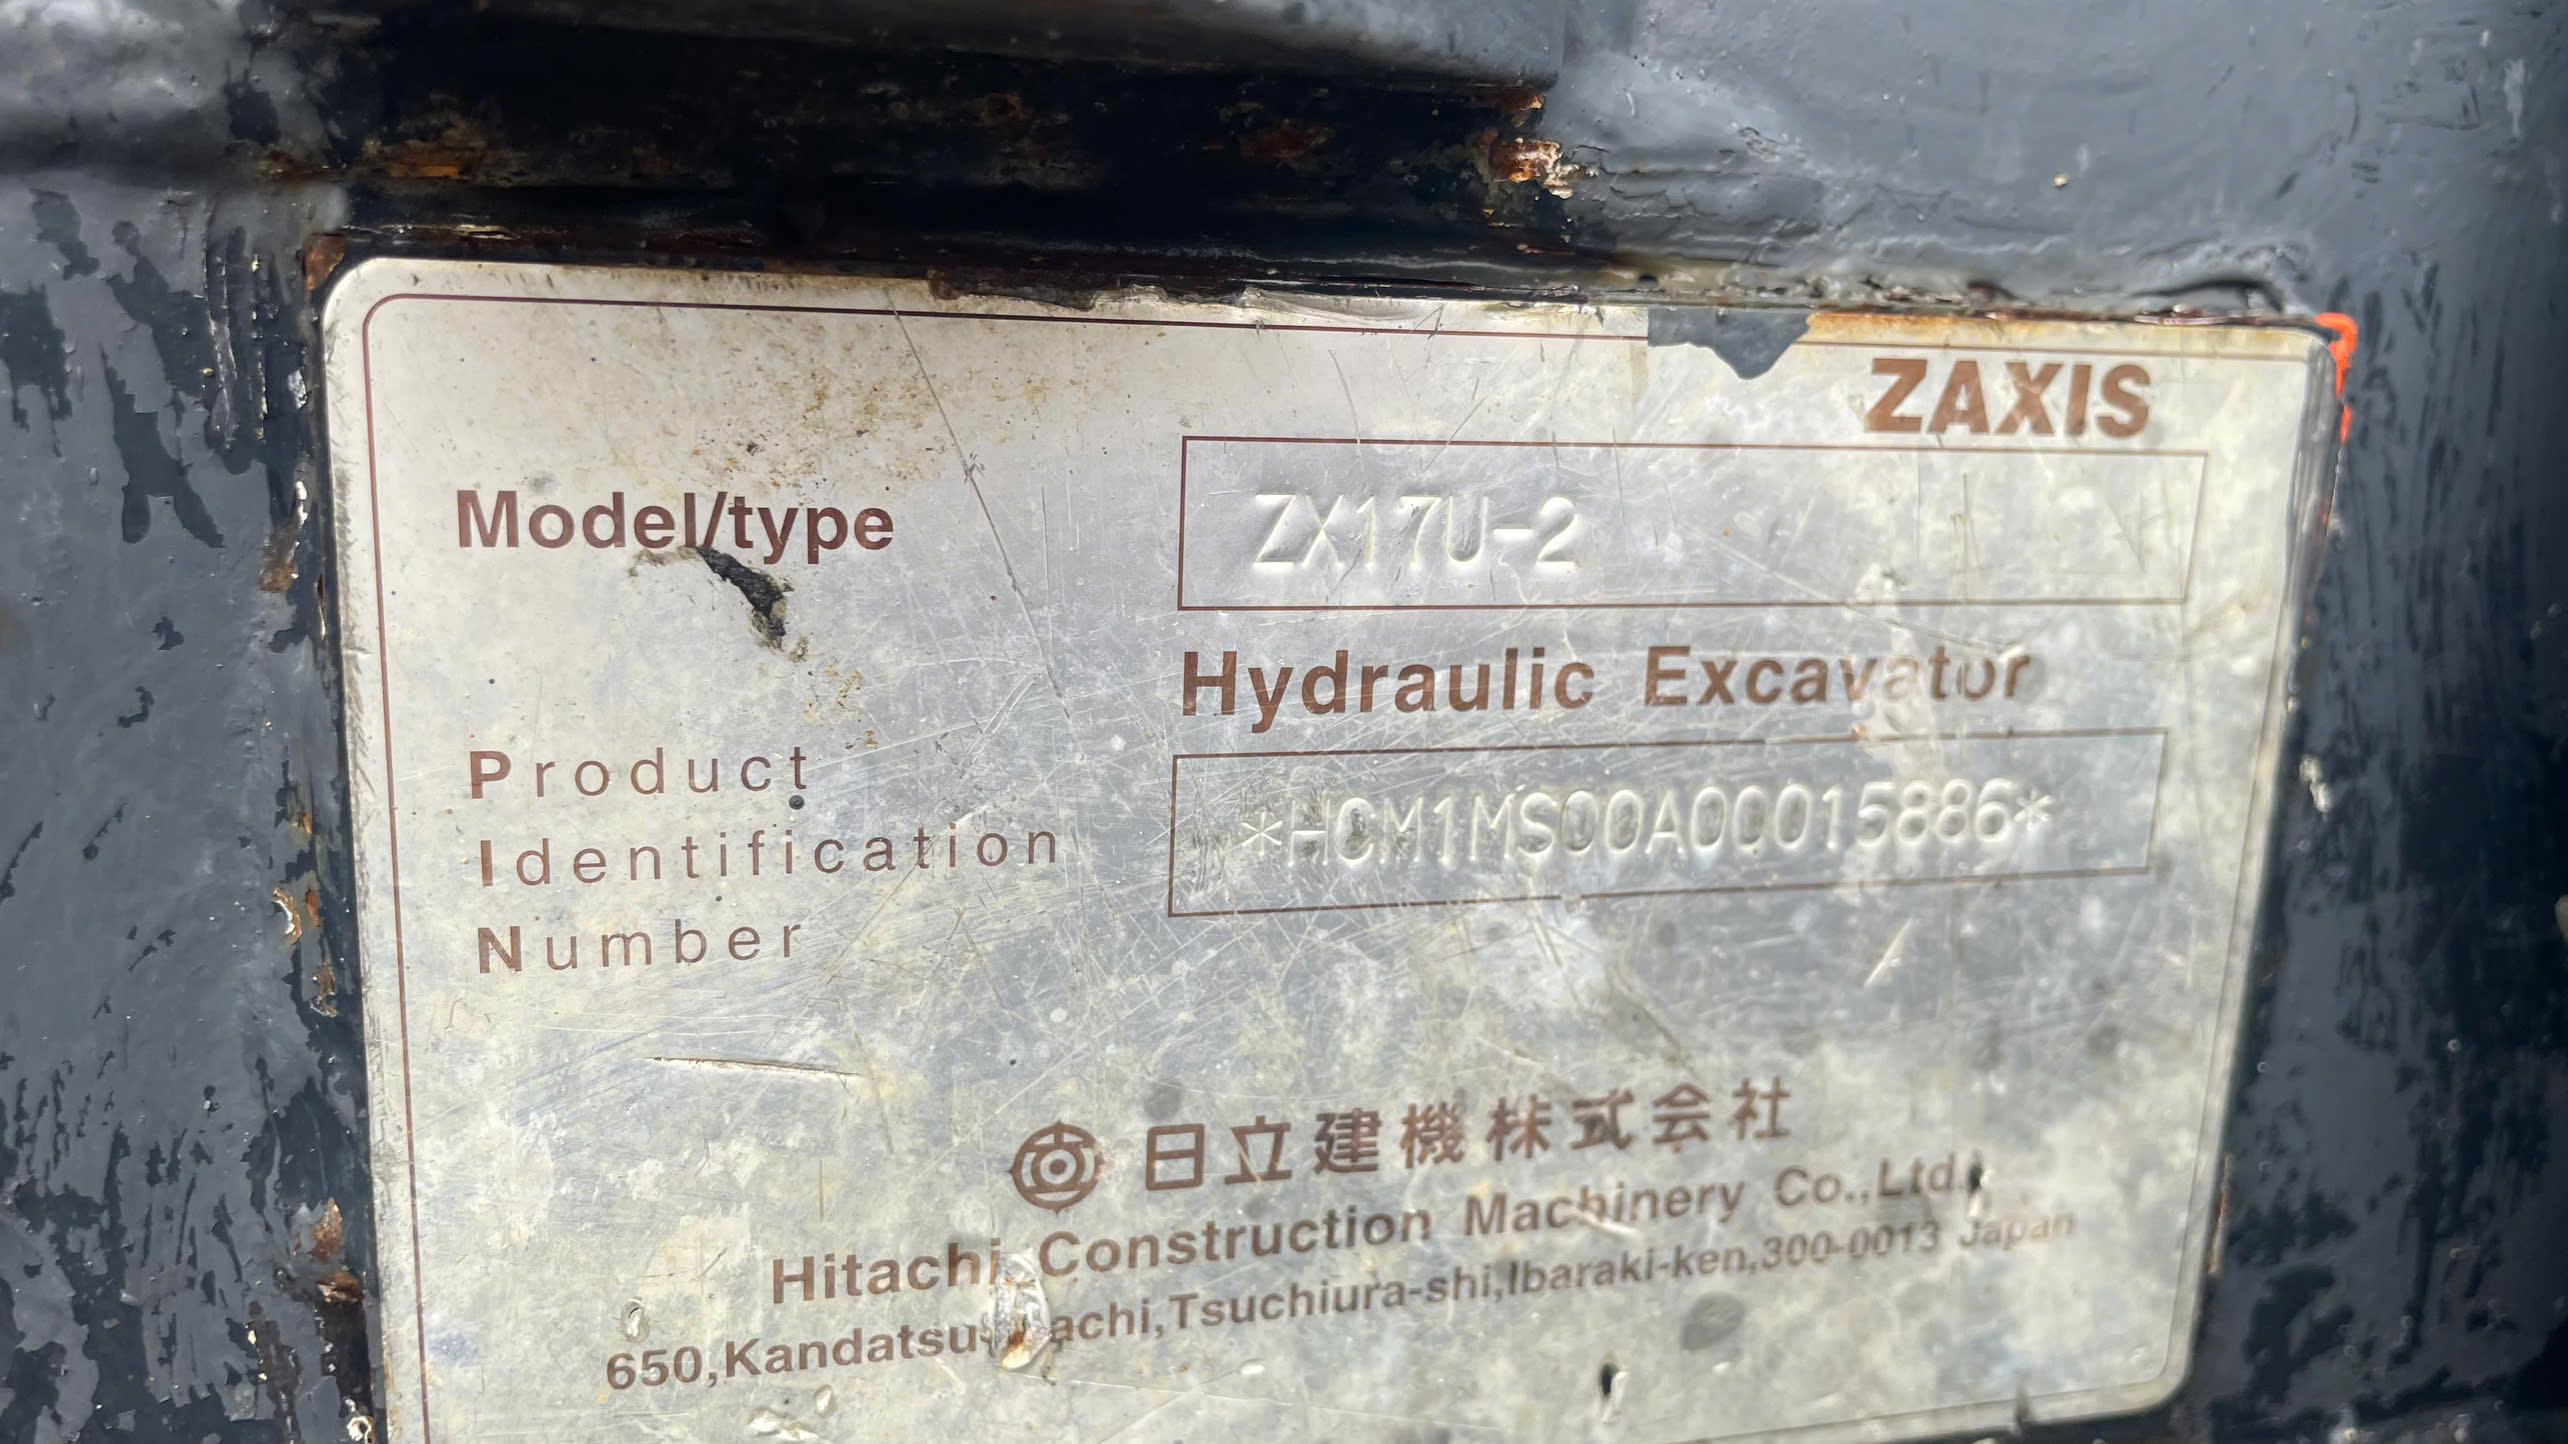 ZAXIS
Model/type
ZX17U-2
Hydraulic Excavator
Product
Identification
Number
*HCM1MS00A00015886*
日立建機株式会社
Hitachi Construction Machinery Co.,Ltd.
650, Tsuchiura-shi,Ibaraki-ken,300-0013 Japan